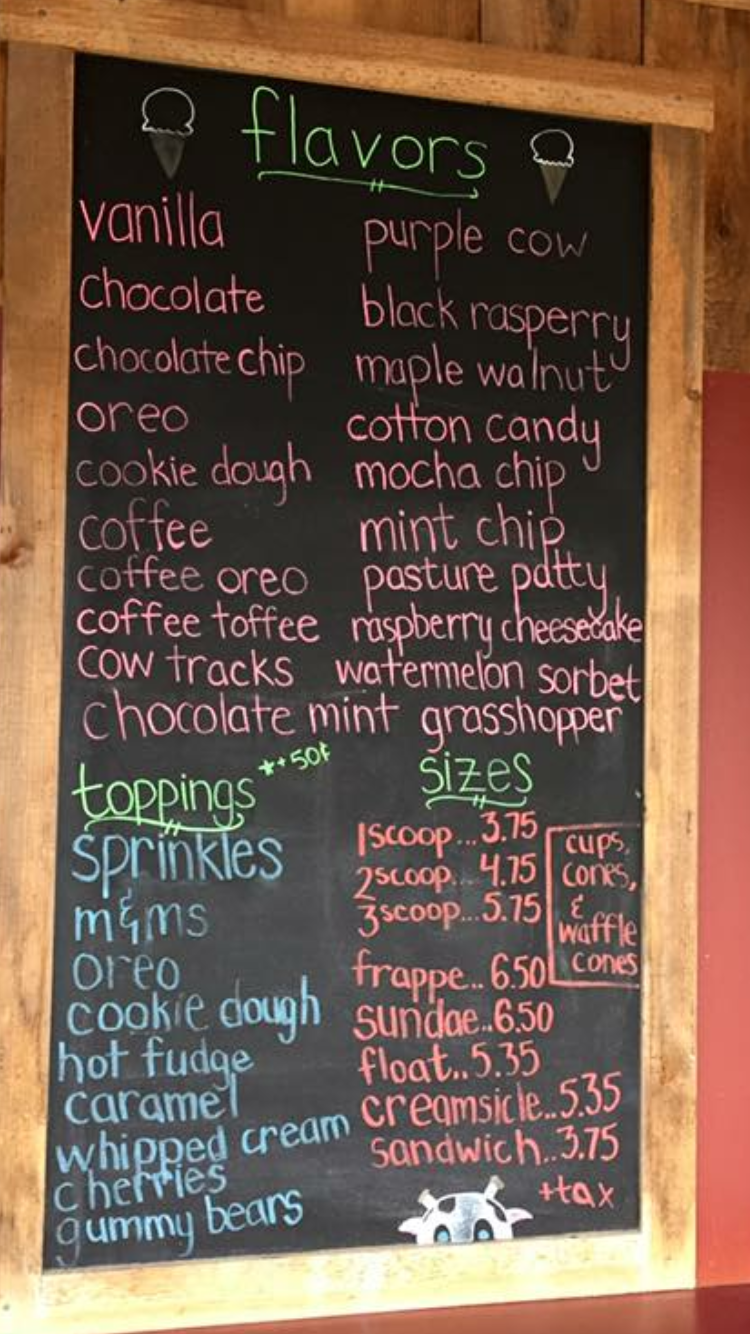 flavors
vanilla
chocolate
chocolate chip
oreo
cookie dough
coffee
coffee oreo
coffee toffee
cow tracks
chocolate mint grasshopper
purple cow
black rasperry
maple walnut
cotton candy
mocha chip
mint chip
pasture patty
raspberry cheesecake
watermelon sorbet
toppings *+50¢
sprinkles
m&ms
oreo
cookie dough
hot fudge
caramel
whipped cream
cherries
gummy bears
sizes
1scoop...3.75
2scoop...4.75
3scoop...5.75
cups,
cones,
&
waffle
cones
frappe..6.50
sundae..6.50
float..5.35
creamsicle..5.35
sandwich..3.75
+tax